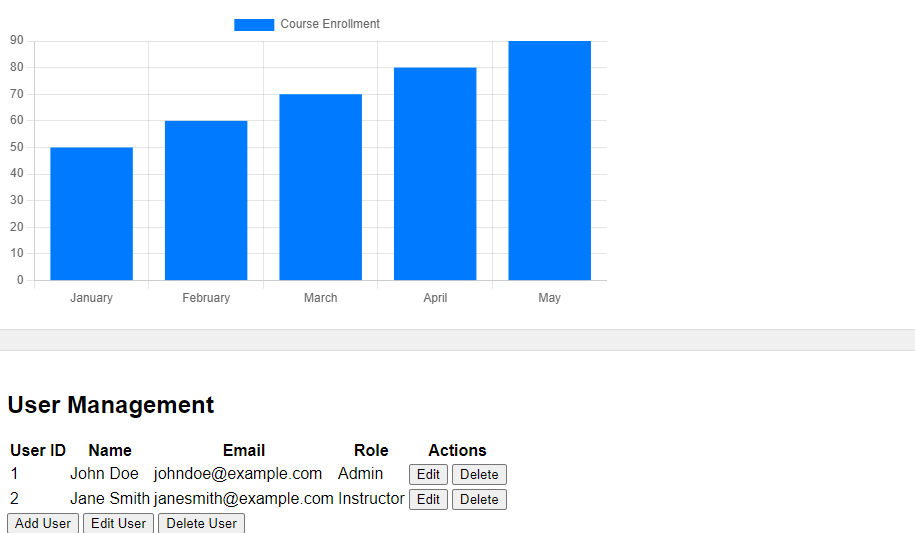 Course Enrollment
90
80
70
60
50
40
30
20
10
0
January February March April May
User Management
User ID Name Email Role Actions
1 John Doe johndoe@example.com Admin Edit Delete
2 Jane Smith janesmith@example.com Instructor Edit Delete
Add User Edit User Delete User